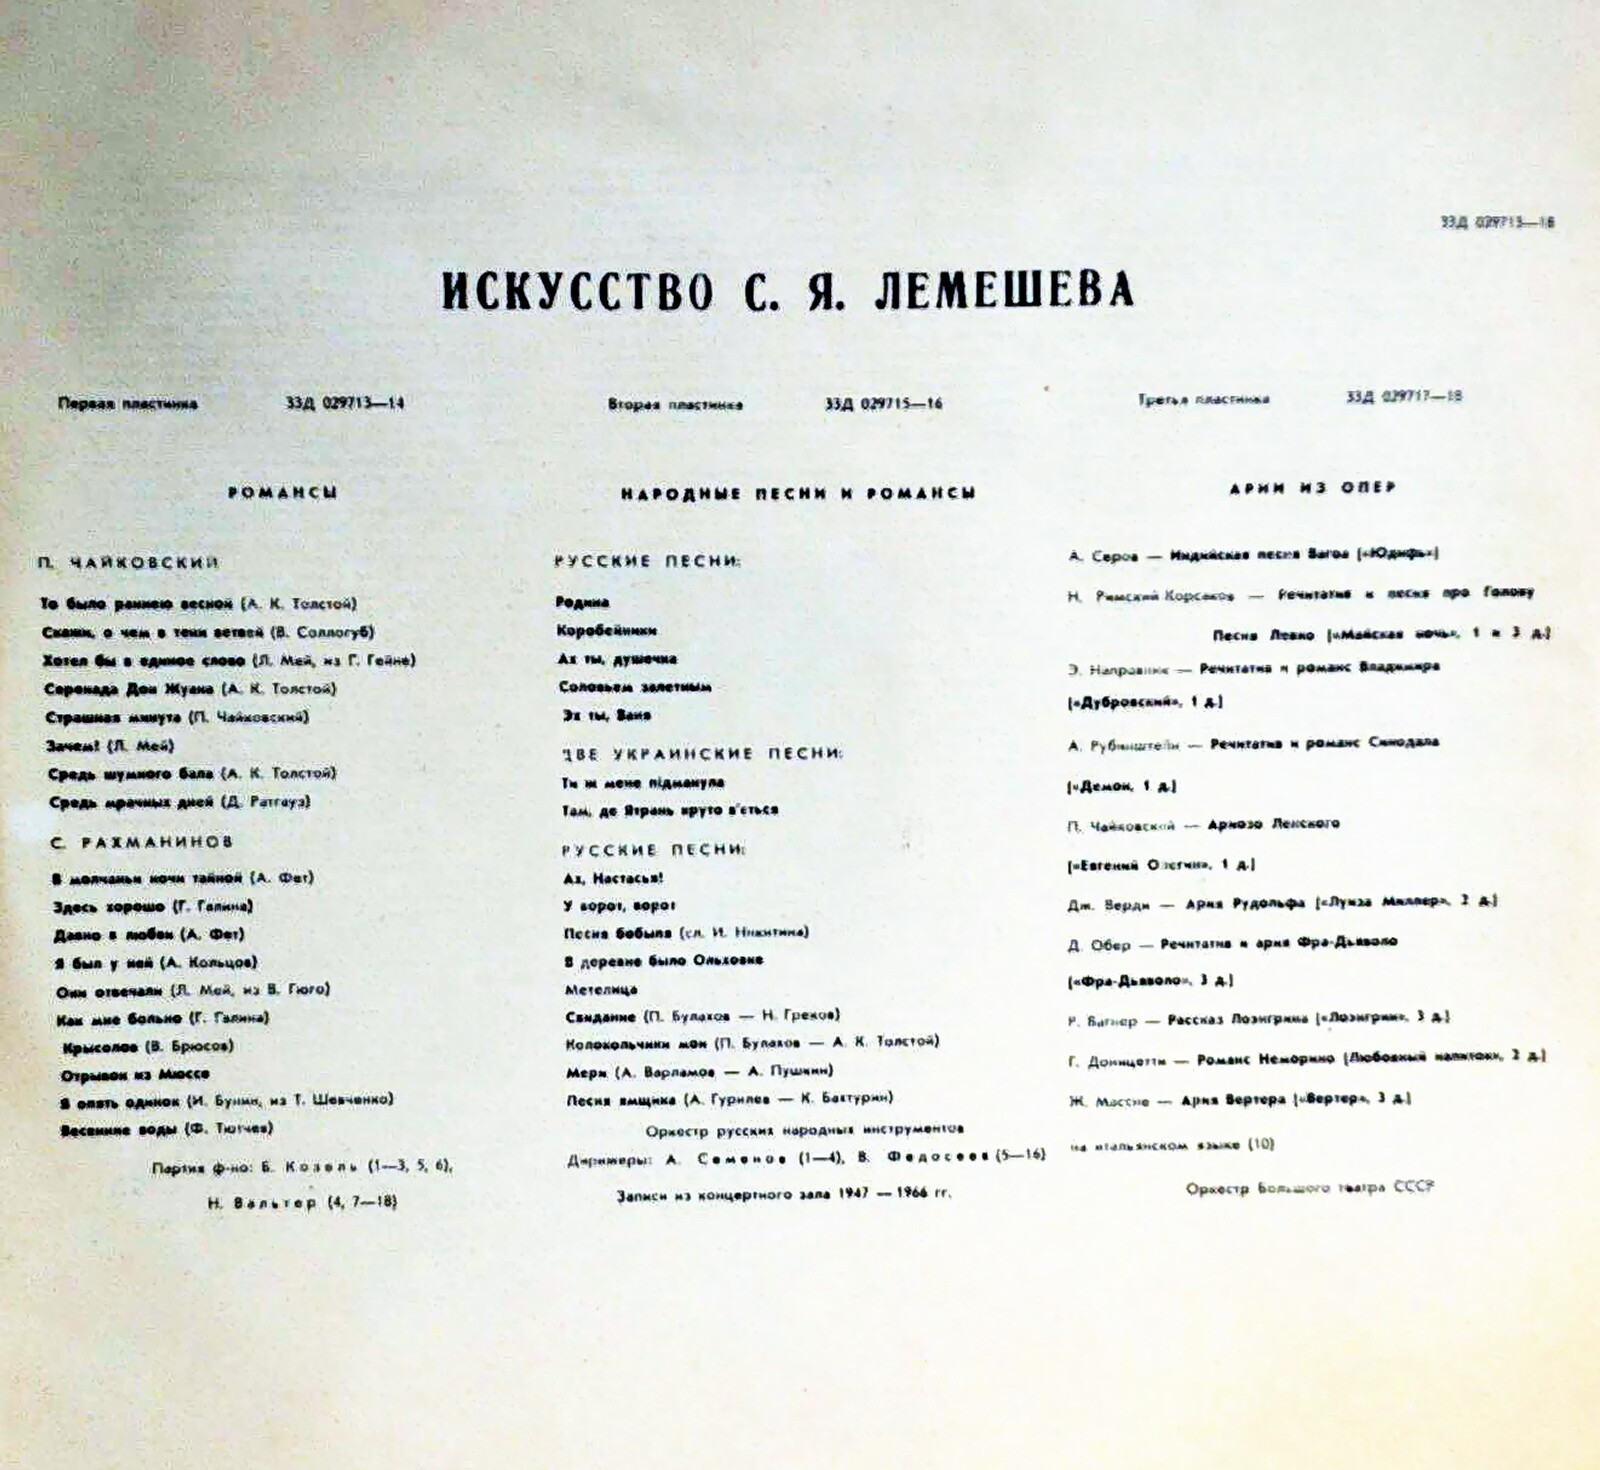 33Д 029713—18
ИСКУССТВО С. Я. ЛЕМЕШЕВА
Первая пластинка 33Д 029713—14
РОМАНСЫ
П. ЧАЙКОВСКИЙ
То было раннею весной (А. К. Толстой)
Скажи, о чем в тени ветвей (В. Соллогуб)
Хотел бы в единое слово (Л. Мей, из Г. Гейне)
Серенада Дон Жуана (А. К. Толстой)
Страшная минута (П. Чайковский)
Зачем? (Л. Мей)
Средь шумного бала (А. К. Толстой)
Средь мрачных дней (Д. Ратгауз)
С. РАХМАНИНОВ
В молчаньи ночи тайной (А. Фет)
Здесь хорошо (Г. Галина)
Давно в любви (А. Фет)
Я был у ней (А. Кольцов)
Они отвечали (Л. Мей, из В. Гюго)
Как мне больно (Г. Галина)
Крысолов (В. Брюсов)
Отрывок из Мюссе
Я опять одинок (И. Бунин, из Т. Шевченко)
Весенние воды (Ф. Тютчев)
Партия ф-но: Б. Козель (1—3, 5, 6),
Н. Вальтер (4, 7—18)
Вторая пластинка 33Д 029715—16
НАРОДНЫЕ ПЕСНИ И РОМАНСЫ
РУССКИЕ ПЕСНИ:
Родина
Коробейники
Ах ты, душечка
Соловьем залетным
Эх ты, Ваня
ДВЕ УКРАИНСКИЕ ПЕСНИ:
Ти ж мене підманула
Там, де Ятрань круто в'ється
РУССКИЕ ПЕСНИ:
Ах, Настасья!
У ворот, ворот
Песня бобыля (сл. И. Никитина)
В деревне было Ольховке
Метелица
Свидание (П. Булахов — Н. Греков)
Колокольчики мои (П. Булахов — А. К. Толстой)
Мери (А. Варламов — А. Пушкин)
Песня ямщика (А. Гурилев — К. Бахтурин)
Оркестр русских народных инструментов
Дирижеры: А. Семенов (1—4), В. Федосеев (5—16)
Записи из концертного зала 1947 — 1966 гг.
Третья пластинка 33Д 029717—18
АРИИ ИЗ ОПЕР
А. Серов — Индийская песня Вагоа («Юдифь»)
Н. Римский-Корсаков — Речитатив и песня про Голову
Песня Левко («Майская ночь», 1 и 3 д.)
Э. Направник — Речитатив и романс Владимира
(«Дубровский», 1 д.)
А. Рубинштейн — Речитатив и романс Синодала
(«Демон, 1 д.)
П. Чайковский — Ариозо Ленского
(«Евгений Онегин», 1 д.)
Дж. Верди — Ария Рудольфа («Луиза Миллер», 2 д.)
Д. Обер — Речитатив и ария Фра-Дьяволо
(«Фра-Дьяволо», 3 д.)
Р. Вагнер — Рассказ Лоэнгрина («Лоэнгрин», 3 д.)
Г. Доницетти — Романс Неморино (Любовный напиток», 2 д.)
Ж. Массне — Ария Вертера («Вертер», 3 д.)
на итальянском языке (10)
Оркестр Большого театра СССР